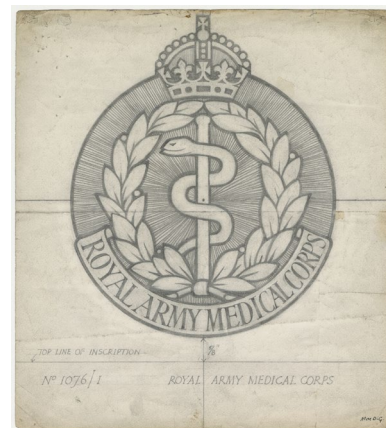 ROYAL ARMY MEDICAL CORPS
TOP LINE OF INSCRIPTION
Nº 1076/1 ROYAL ARMY MEDICAL CORPS